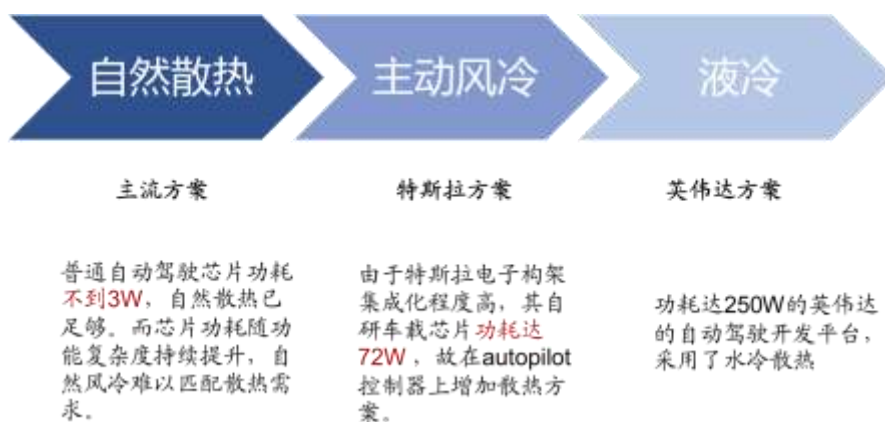 自然散热
主动风冷
液冷
主流方案
特斯拉方案
英伟达方案
普通自动驾驶芯片功耗
不到3W，自然散热已
足够。而芯片功耗随功
能复杂度持续提升，自
然风冷难以匹配散热需
求。
由于特斯拉电子构架
集成化程度高，其自
研车载芯片功耗达
72W ，故在autopilot
控制器上增加散热方
案。
功耗达250W的英伟达
的自动驾驶开发平台，
采用了水冷散热